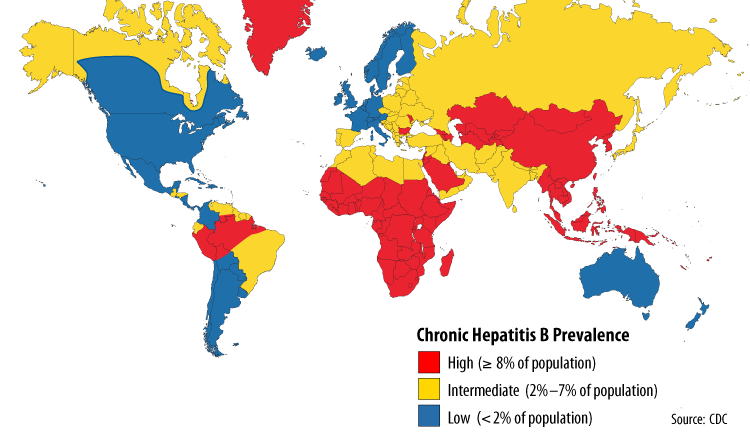 Chronic Hepatitis B Prevalence
High (≥ 8% of population)
Intermediate (2%–7% of population)
Low (< 2% of population)
Source: CDC